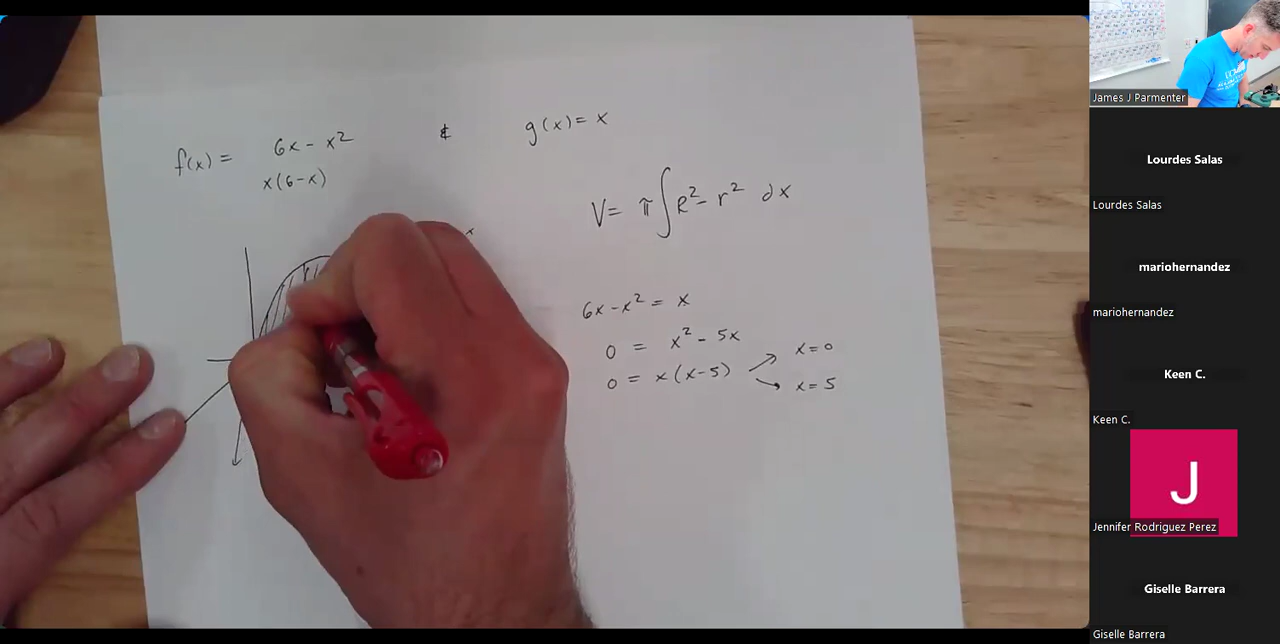 f(x) = 6x - x² & g(x) = x
x(6-x)
V = π∫R² - r² dx
x
6x - x² = x
0 = x² - 5x
0 = x(x-5)
x=0
x=5
James J Parmenter
Lourdes Salas
Lourdes Salas
mariohernandez
mariohernandez
Keen C.
Keen C.
J
Jennifer Rodriguez Perez
Giselle Barrera
Giselle Barrera